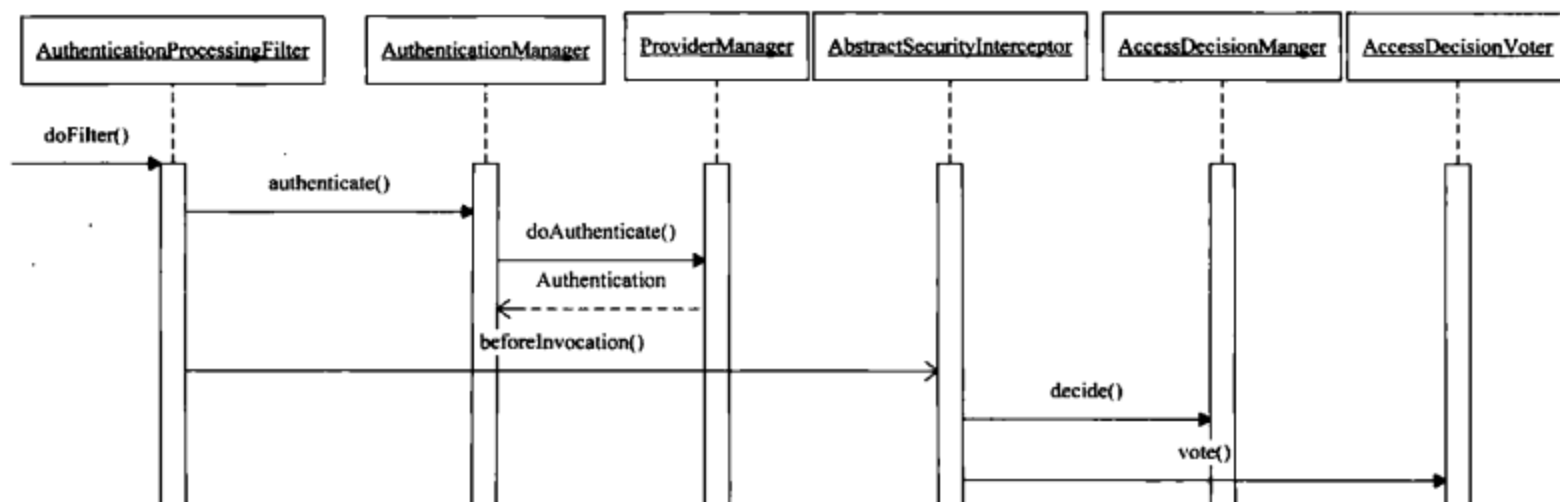 AuthenticationProcessingFilter
AuthenticationManager
ProviderManager
AbstractSecurityInterceptor
AccessDecisionManger
AccessDecisionVoter
doFilter()
authenticate()
doAuthenticate()
Authentication
beforeInvocation()
decide()
vote()